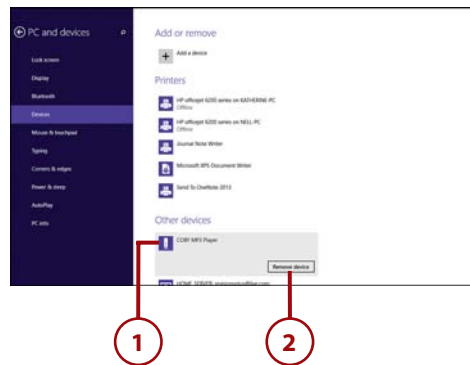 PC and devices
Lock screen
Display
Bluetooth
Devices
Mouse & touchpad
Typing
Corners & edges
Power & sleep
AutoPlay
PC info
Add or remove
Add a device
Printers
HP officejet 6200 series on KATHERINE-PC
Offline
HP officejet 6200 series on NELL-PC
Offline
Journal Note Writer
Microsoft XPS Document Writer
Send To OneNote 2013
Other devices
COBY MP3 Player
Remove device
HOME_SERVER:
1
2